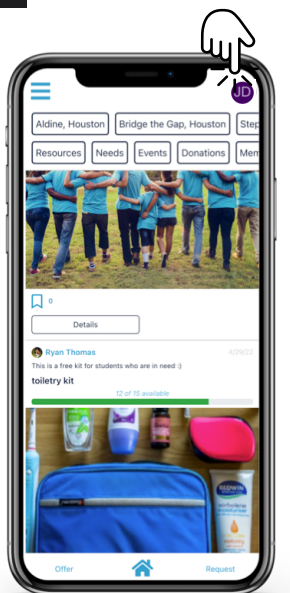 JD
Aldine, Houston Bridge the Gap, Houston Step
Resources Needs Events Donations Mem
0
Details
Ryan Thomas 4/29/22
This is a free kit for students who are in need :)
toiletry kit
12 of 15 available
Offer Request